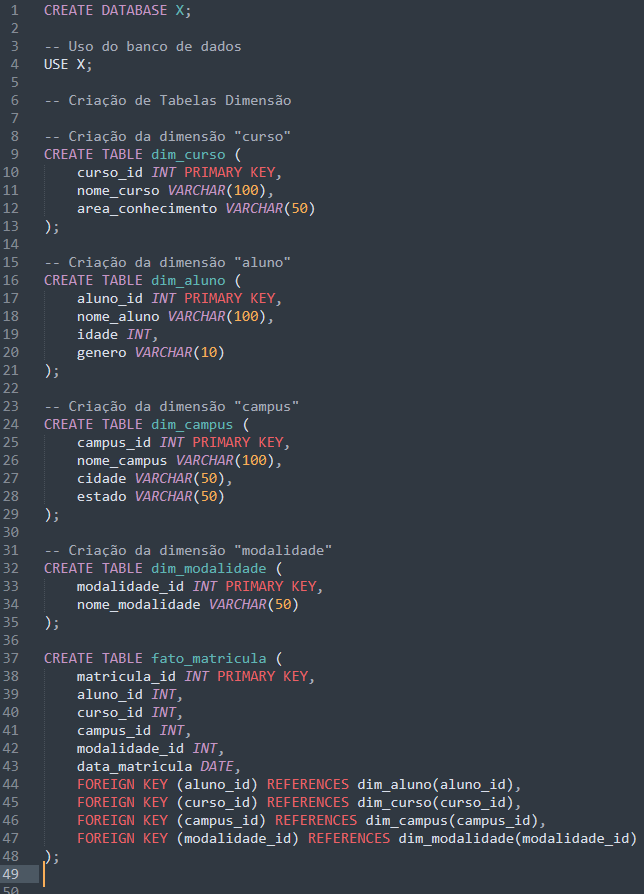 1 CREATE DATABASE X;
2
3 -- Uso do banco de dados
4 USE X;
5
6 -- Criação de Tabelas Dimensão
7
8 -- Criação da dimensão "curso"
9 CREATE TABLE dim_curso (
10 curso_id INT PRIMARY KEY,
11 nome_curso VARCHAR(100),
12 area_conhecimento VARCHAR(50)
13 );
14
15 -- Criação da dimensão "aluno"
16 CREATE TABLE dim_aluno (
17 aluno_id INT PRIMARY KEY,
18 nome_aluno VARCHAR(100),
19 idade INT,
20 genero VARCHAR(10)
21 );
22
23 -- Criação da dimensão "campus"
24 CREATE TABLE dim_campus (
25 campus_id INT PRIMARY KEY,
26 nome_campus VARCHAR(100),
27 cidade VARCHAR(50),
28 estado VARCHAR(50)
29 );
30
31 -- Criação da dimensão "modalidade"
32 CREATE TABLE dim_modalidade (
33 modalidade_id INT PRIMARY KEY,
34 nome_modalidade VARCHAR(50)
35 );
36
37 CREATE TABLE fato_matricula (
38 matricula_id INT PRIMARY KEY,
39 aluno_id INT,
40 curso_id INT,
41 campus_id INT,
42 modalidade_id INT,
43 data_matricula DATE,
44 FOREIGN KEY (aluno_id) REFERENCES dim_aluno(aluno_id),
45 FOREIGN KEY (curso_id) REFERENCES dim_curso(curso_id),
46 FOREIGN KEY (campus_id) REFERENCES dim_campus(campus_id),
47 FOREIGN KEY (modalidade_id) REFERENCES dim_modalidade(modalidade_id)
48 );
49
50